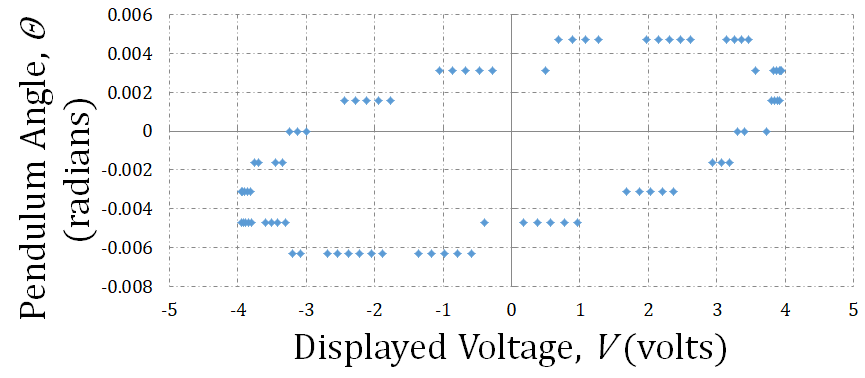 Pendulum Angle, Θ
(radians)
0.006
0.004
0.002
0
-0.002
-0.004
-0.006
-0.008
-5 -4 -3 -2 -1 0 1 2 3 4 5
Displayed Voltage, V (volts)